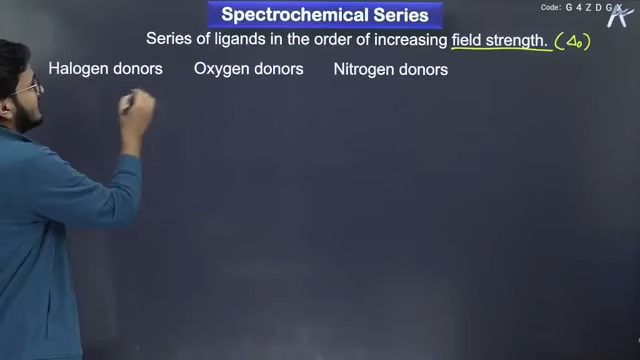 Spectrochemical Series
Code: G 4 Z D G X
Series of ligands in the order of increasing field strength. (Δ₀)
Halogen donors Oxygen donors Nitrogen donors